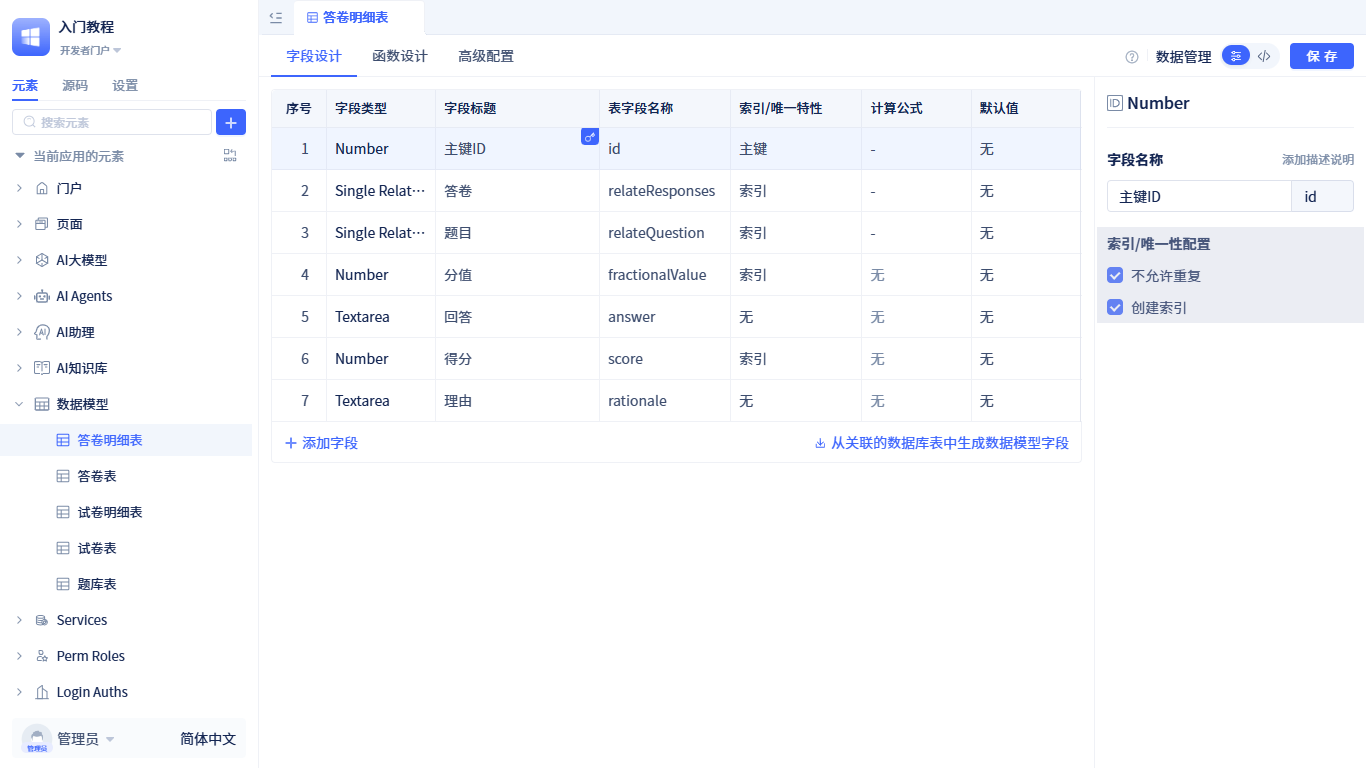 入门教程
开发者门户
元素 源码 设置
搜索元素
当前应用的元素
门户
页面
AI大模型
AI Agents
AI助理
AI知识库
数据模型
答卷明细表
答卷表
试卷明细表
试卷表
题库表
Services
Perm Roles
Login Auths
管理员
管理员 简体中文
答卷明细表
字段设计 函数设计 高级配置
数据管理 保存
序号 字段类型 字段标题 表字段名称 索引/唯一特性 计算公式 默认值
1 Number 主键ID id 主键 - 无
2 Single Relat··· 答卷 relateResponses 索引 - 无
3 Single Relat··· 题目 relateQuestion 索引 - 无
4 Number 分值 fractionalValue 索引 无 无
5 Textarea 回答 answer 无 无 无
6 Number 得分 score 索引 无 无
7 Textarea 理由 rationale 无 无 无
添加字段 从关联的数据库表中生成数据模型字段
ID Number
字段名称 添加描述说明
主键ID id
索引/唯一性配置
不允许重复
创建索引